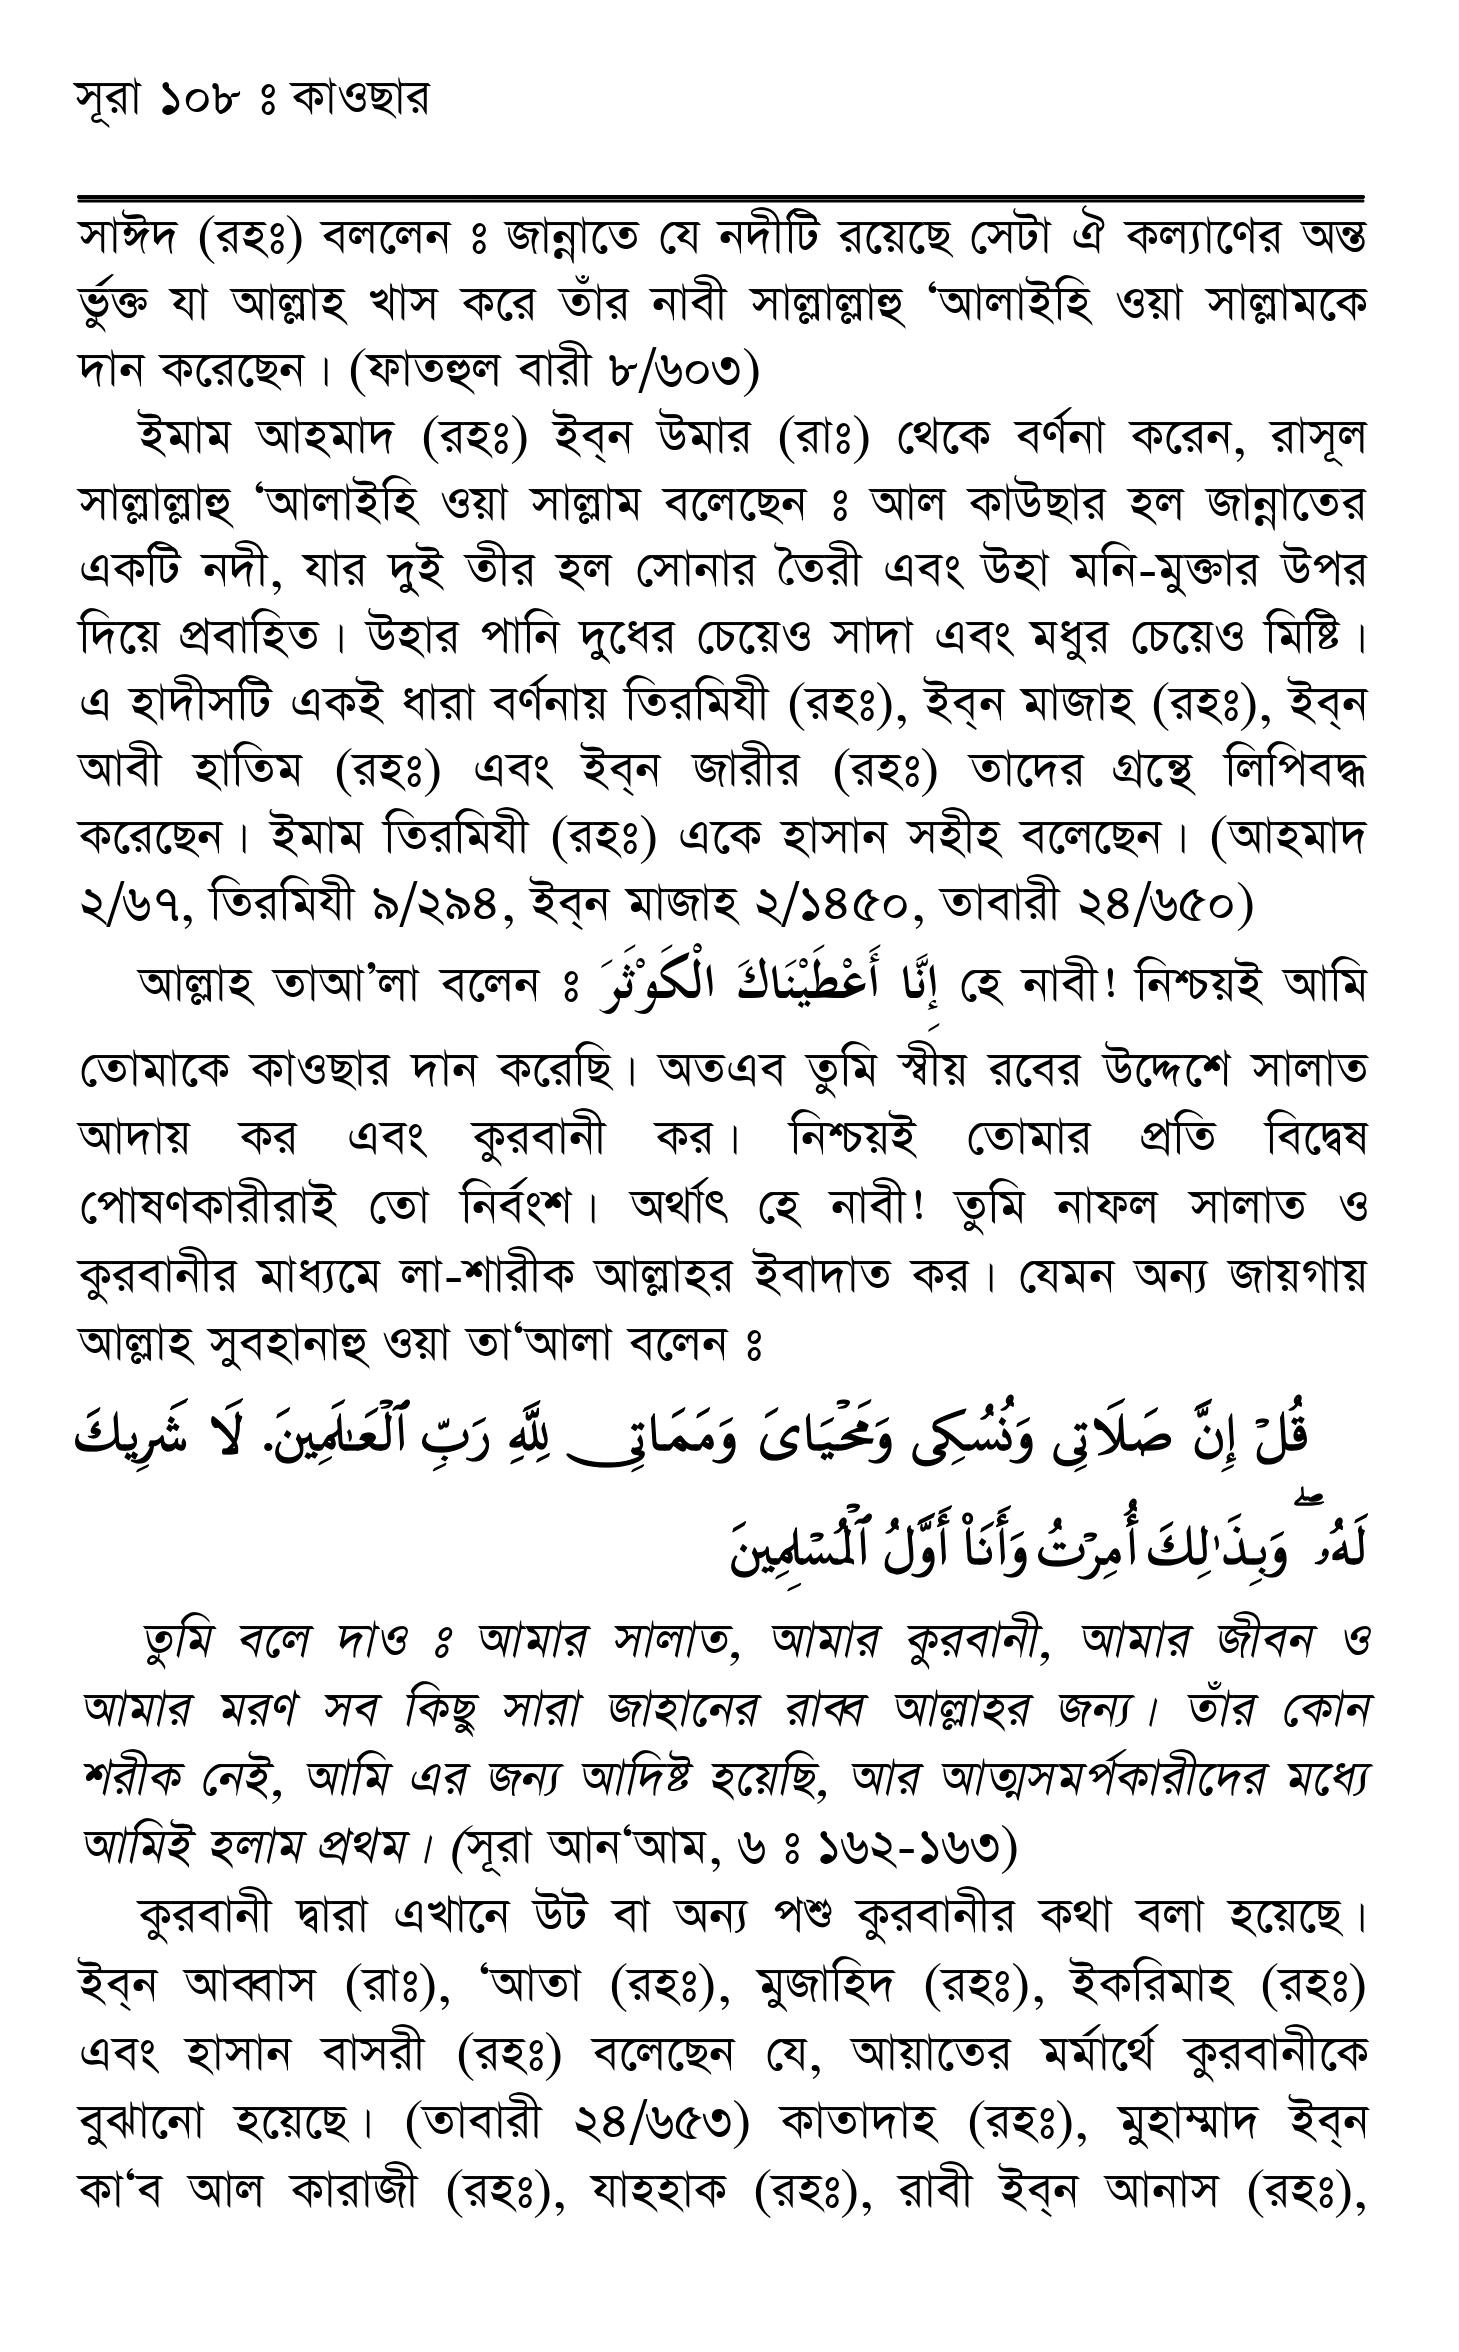 সূরা ১০৮ ঃ কাওছার
সাঈদ (রহঃ) বললেন ঃ জান্নাতে যে নদীটি রয়েছে সেটা ঐ কল্যাণের অন্ত
র্ভুক্ত যা আল্লাহ খাস করে তাঁর নাবী সাল্লাল্লাহু ‘আলাইহি ওয়া সাল্লামকে
দান করেছেন। (ফাতহুল বারী ৮/৬০৩)
ইমাম আহমাদ (রহঃ) ইব্‌ন উমার (রাঃ) থেকে বর্ণনা করেন, রাসূল
সাল্লাল্লাহু ‘আলাইহি ওয়া সাল্লাম বলেছেন ঃ আল কাউছার হল জান্নাতের
একটি নদী, যার দুই তীর হল সোনার তৈরী এবং উহা মনি-মুক্তার উপর
দিয়ে প্রবাহিত। উহার পানি দুধের চেয়েও সাদা এবং মধুর চেয়েও মিষ্টি।
এ হাদীসটি একই ধারা বর্ণনায় তিরমিযী (রহঃ), ইব্‌ন মাজাহ (রহঃ), ইব্‌ন
আবী হাতিম (রহঃ) এবং ইব্‌ন জারীর (রহঃ) তাদের গ্রন্থে লিপিবদ্ধ
করেছেন। ইমাম তিরমিযী (রহঃ) একে হাসান সহীহ বলেছেন। (আহমাদ
২/৬৭, তিরমিযী ৯/২৯৪, ইব্‌ন মাজাহ ২/১৪৫০, তাবারী ২৪/৬৫০)
আল্লাহ তাআ’লা বলেন ঃ إِنَّا أَعْطَيْنَاكَ الْكَوْثَرَ হে নাবী! নিশ্চয়ই আমি
তোমাকে কাওছার দান করেছি। অতএব তুমি স্বীয় রবের উদ্দেশে সালাত
আদায় কর এবং কুরবানী কর। নিশ্চয়ই তোমার প্রতি বিদ্বেষ
পোষণকারীরাই তো নির্বংশ। অর্থাৎ হে নাবী! তুমি নাফল সালাত ও
কুরবানীর মাধ্যমে লা-শারীক আল্লাহর ইবাদাত কর। যেমন অন্য জায়গায়
আল্লাহ সুবহানাহু ওয়া তা‘আলা বলেন ঃ
قُلْ إِنَّ صَلَاتِى وَنُسُكِى وَمَحْيَاىَ وَمَمَاتِى لِلَّهِ رَبِّ ٱلْعَـٰلَمِينَ. لَا شَرِيكَ
لَهُۥ ۖ وَبِذَٰلِكَ أُمِرْتُ وَأَنَا۠ أَوَّلُ ٱلْمُسْلِمِينَ
তুমি বলে দাও ঃ আমার সালাত, আমার কুরবানী, আমার জীবন ও
আমার মরণ সব কিছু সারা জাহানের রাব্ব আল্লাহর জন্য। তাঁর কোন
শরীক নেই, আমি এর জন্য আদিষ্ট হয়েছি, আর আত্মসমর্পকারীদের মধ্যে
আমিই হলাম প্রথম। (সূরা আন‘আম, ৬ ঃ ১৬২-১৬৩)
কুরবানী দ্বারা এখানে উট বা অন্য পশু কুরবানীর কথা বলা হয়েছে।
ইব্‌ন আব্বাস (রাঃ), ‘আতা (রহঃ), মুজাহিদ (রহঃ), ইকরিমাহ (রহঃ)
এবং হাসান বাসরী (রহঃ) বলেছেন যে, আয়াতের মর্মার্থে কুরবানীকে
বুঝানো হয়েছে। (তাবারী ২৪/৬৫৩) কাতাদাহ (রহঃ), মুহাম্মাদ ইব্‌ন
কা‘ব আল কারাজী (রহঃ), যাহহাক (রহঃ), রাবী ইব্‌ন আনাস (রহঃ),